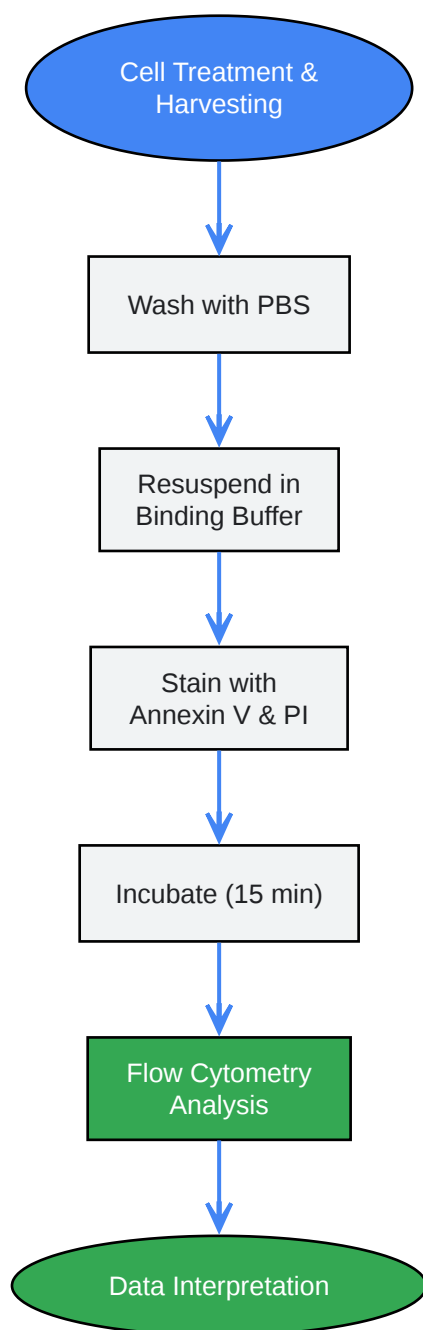 Cell Treatment &
Harvesting
Wash with PBS
Resuspend in
Binding Buffer
Stain with
Annexin V & PI
Incubate (15 min)
Flow Cytometry
Analysis
Data Interpretation